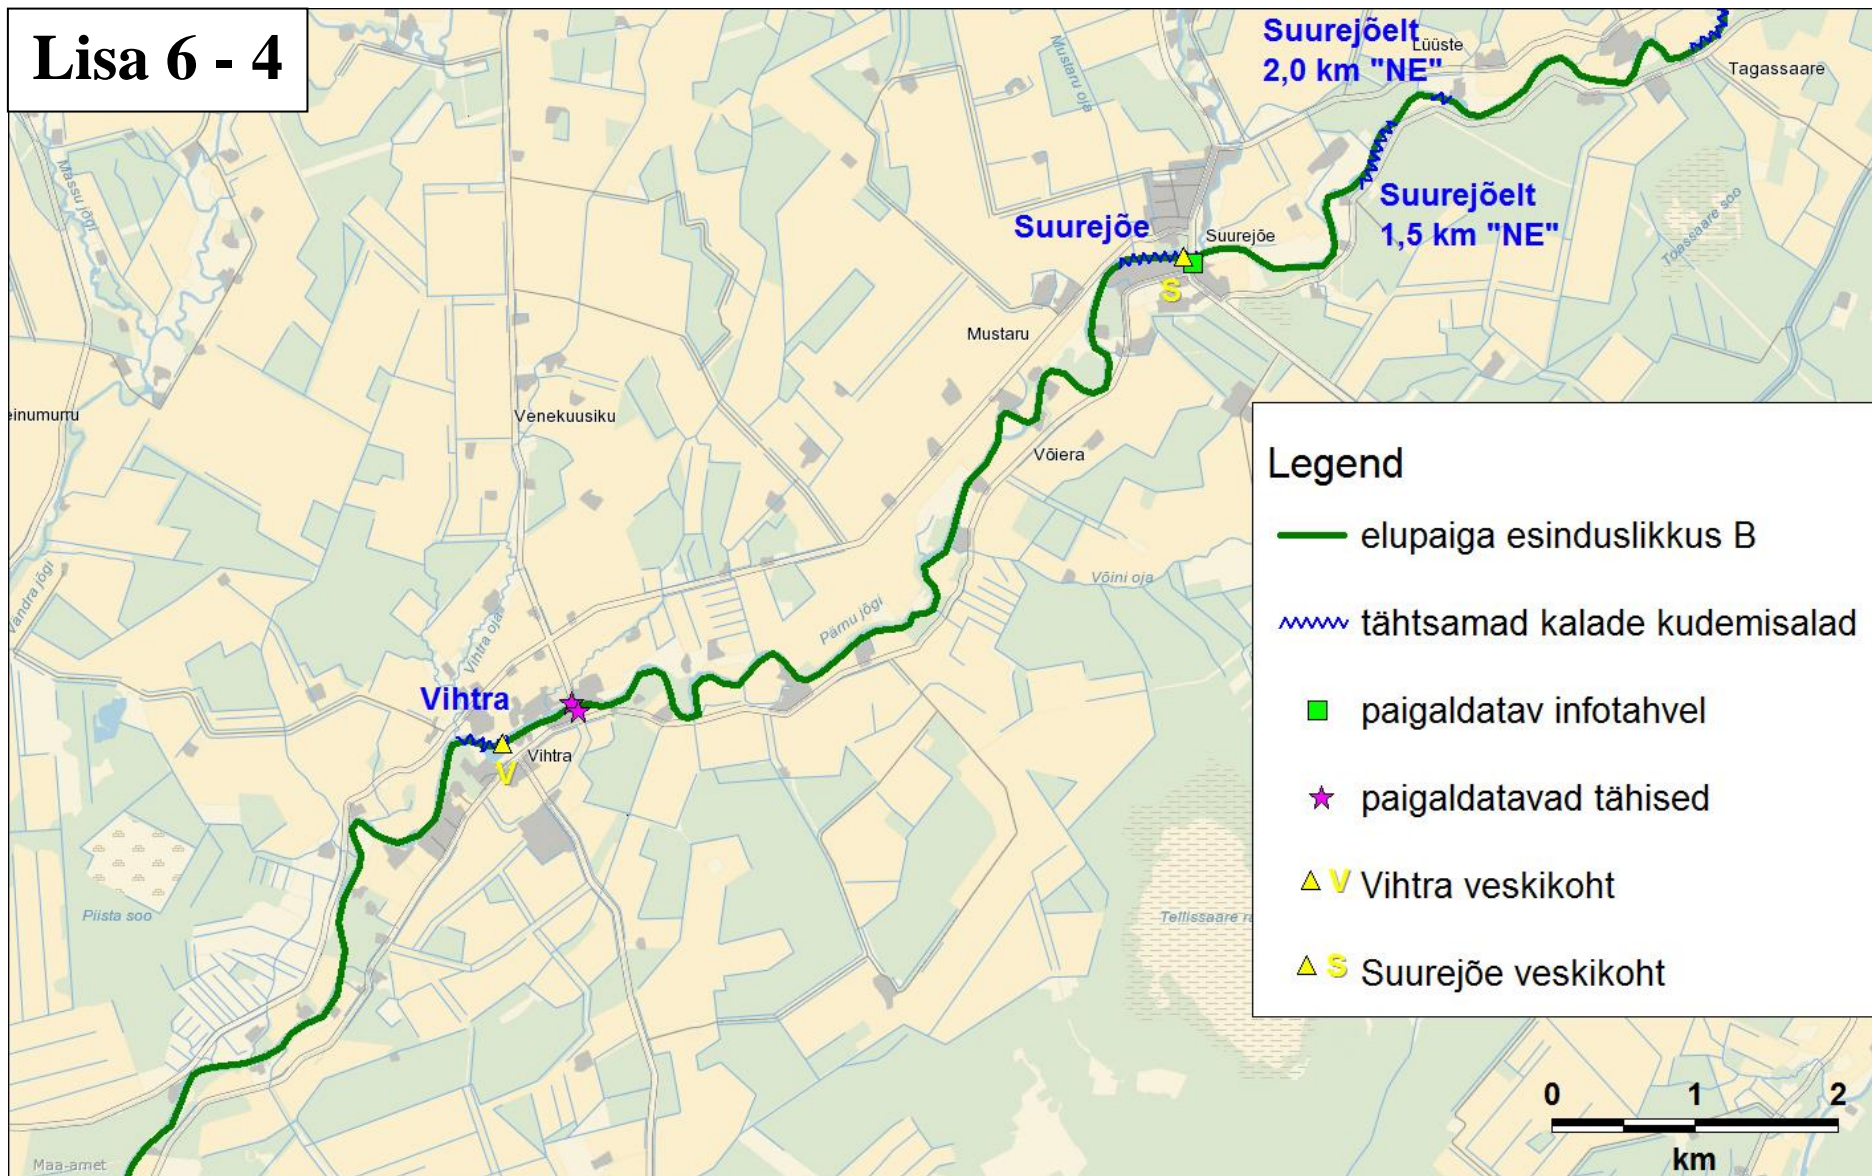 Lisa 6 - 4
Suurejõelt
2,0 km "NE"
Lüüste
Tagassaare
Mustaru oja
Massu jõgi
Suurejõelt
1,5 km "NE"
Toassaare soo
Suurejõe
Suurejõe
S
Mustaru
einumurru
Venekuusiku
Võiera
Vändra jõgi
Vihtra oja
Võini oja
Pärnu jõgi
Vihtra
Vihtra
V
Piista soo
Tellissaare ra
Legend
elupaiga esinduslikkus B
tähtsamad kalade kudemisalad
paigaldatav infotahvel
paigaldatavad tähised
V Vihtra veskikoht
S Suurejõe veskikoht
0 1 2
km
Maa-amet